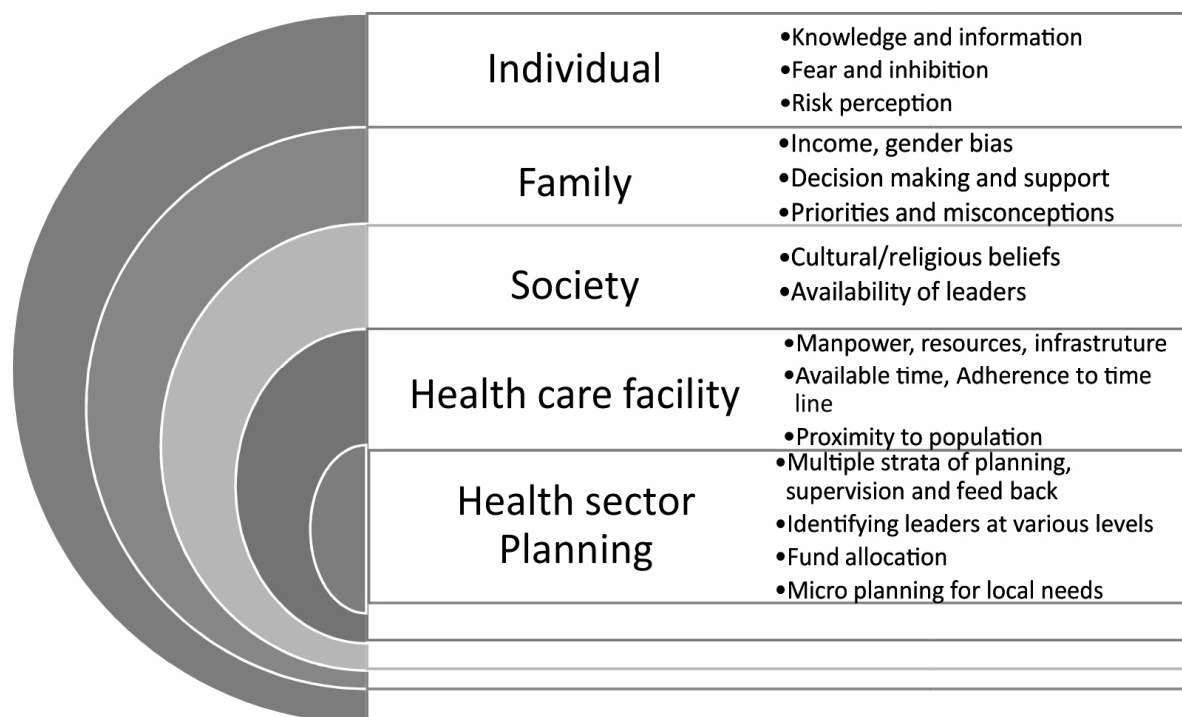 Individual
•Knowledge and information
•Fear and inhibition
•Risk perception
Family
•Income, gender bias
•Decision making and support
•Priorities and misconceptions
Society
•Cultural/religious beliefs
•Availability of leaders
Health care facility
•Manpower, resources, infrastruture
•Available time, Adherence to time
line
•Proximity to population
Health sector
Planning
•Multiple strata of planning,
supervision and feed back
•Identifying leaders at various levels
•Fund allocation
•Micro planning for local needs